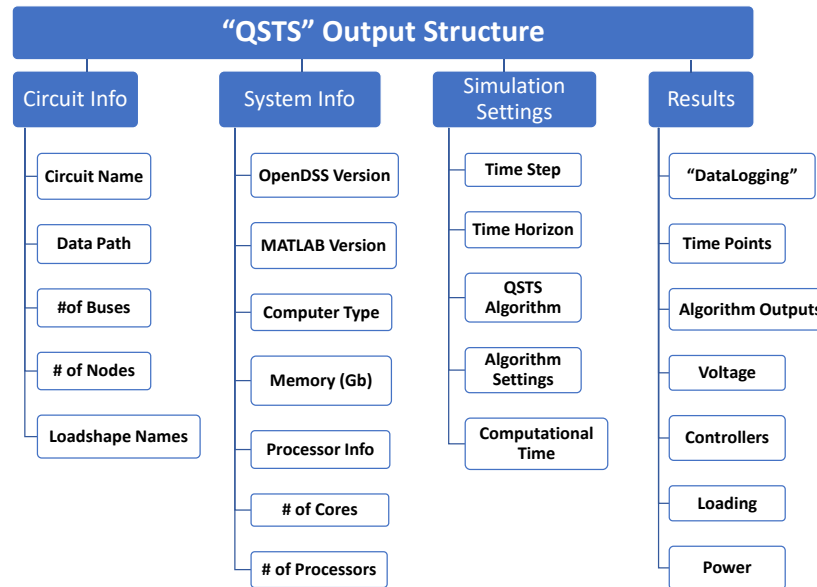 “QSTS” Output Structure
Circuit Info
Circuit Name
Data Path
#of Buses
# of Nodes
Loadshape Names
System Info
OpenDSS Version
MATLAB Version
Computer Type
Memory (Gb)
Processor Info
# of Cores
# of Processors
Simulation
Settings
Time Step
Time Horizon
QSTS
Algorithm
Algorithm
Settings
Computational
Time
Results
“DataLogging”
Time Points
Algorithm Outputs
Voltage
Controllers
Loading
Power